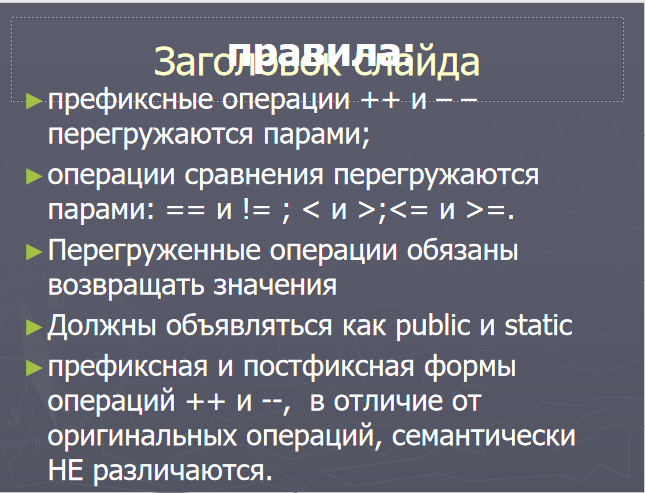 правила:
Заголовок слайда
►префиксные операции ++ и – –
перегружаются парами;
►операции сравнения перегружаются
парами: == и != ; < и >;<= и >=.
►Перегруженные операции обязаны
возвращать значения
►Должны объявляться как public и static
►префиксная и постфиксная формы
операций ++ и --, в отличие от
оригинальных операций, семантически
НЕ различаются.